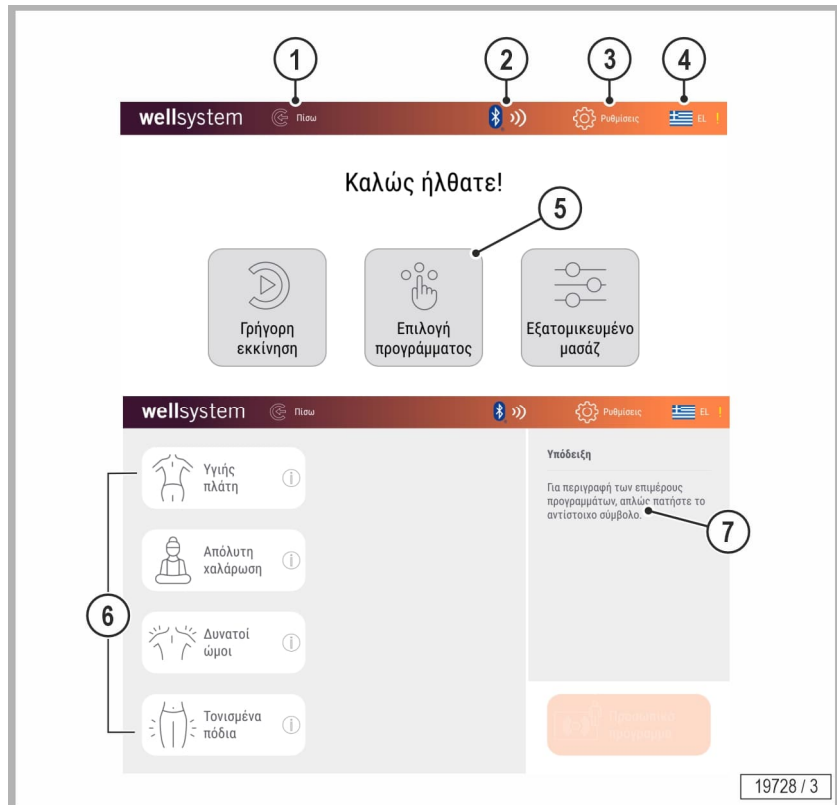 1 2 3 4
wellsystem Πίσω Ρυθμίσεις EL !
Καλώς ήλθατε!
5
Γρήγορη
εκκίνηση
Επιλογή
προγράμματος
Εξατομικευμένο
μασάζ
wellsystem Πίσω Ρυθμίσεις EL !
Υγιής
πλάτη
Απόλυτη
χαλάρωση
Δυνατοί
ώμοι
Τονισμένα
πόδια
6
Υπόδειξη
Για περιγραφή των επιμέρους
προγραμμάτων, απλώς πατήστε το
αντίστοιχο σύμβολο.
7
19728 / 3